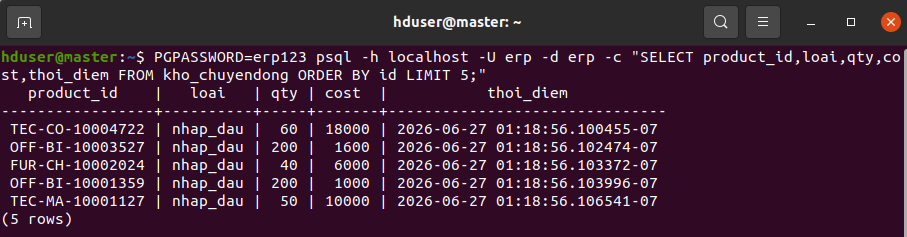 hduser@master: ~
hduser@master:~$ PGPASSWORD=erp123 psql -h localhost -U erp -d erp -c "SELECT product_id,loai,qty,co
st,thoi_diem FROM kho_chuyendong ORDER BY id LIMIT 5;"
   product_id    |   loai   | qty | cost  |           thoi_diem
-----------------+----------+-----+-------+-------------------------------
 TEC-CO-10004722 | nhap_dau |  60 | 18000 | 2026-06-27 01:18:56.100455-07
 OFF-BI-10003527 | nhap_dau | 200 |  1600 | 2026-06-27 01:18:56.102474-07
 FUR-CH-10002024 | nhap_dau |  40 |  6000 | 2026-06-27 01:18:56.103372-07
 OFF-BI-10001359 | nhap_dau | 200 |  1000 | 2026-06-27 01:18:56.103996-07
 TEC-MA-10001127 | nhap_dau |  50 | 10000 | 2026-06-27 01:18:56.106541-07
(5 rows)